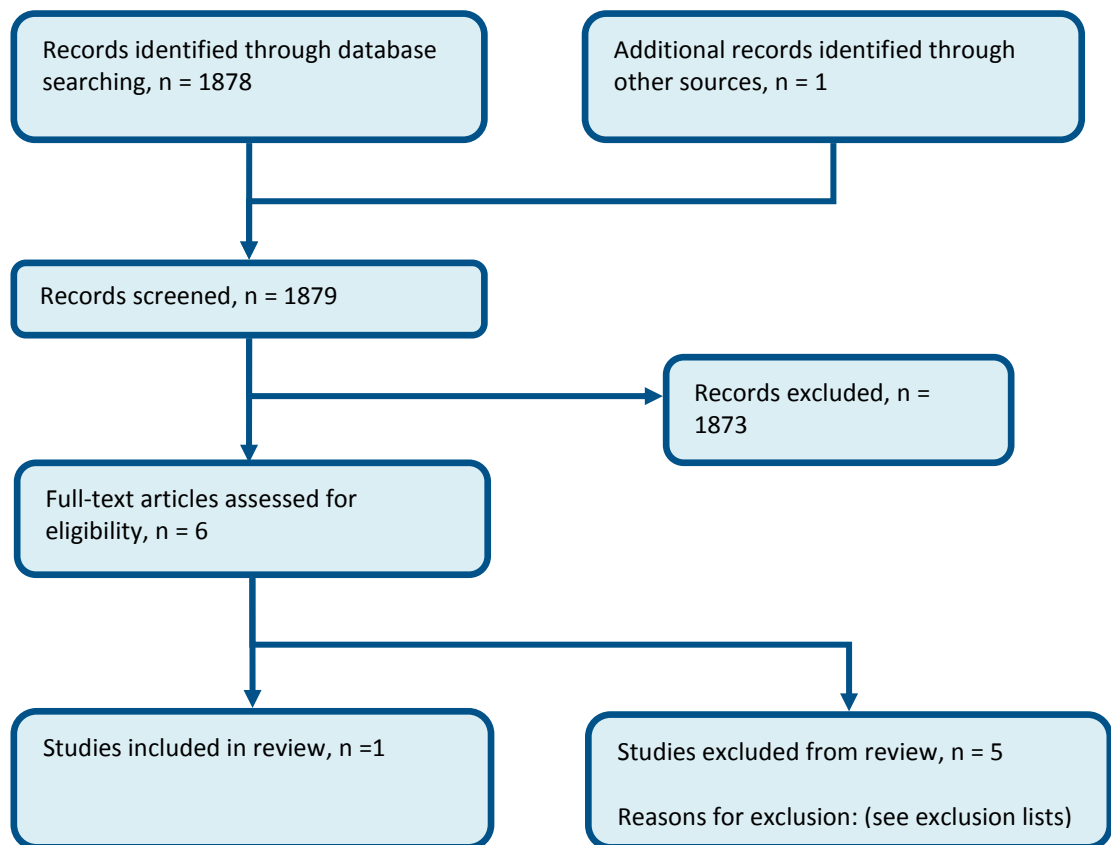 Records identified through database
searching, n = 1878
Additional records identified through
other sources, n = 1
Records screened, n = 1879
Records excluded, n =
1873
Full-text articles assessed for
eligibility, n = 6
Studies included in review, n =1
Studies excluded from review, n = 5
Reasons for exclusion: (see exclusion lists)